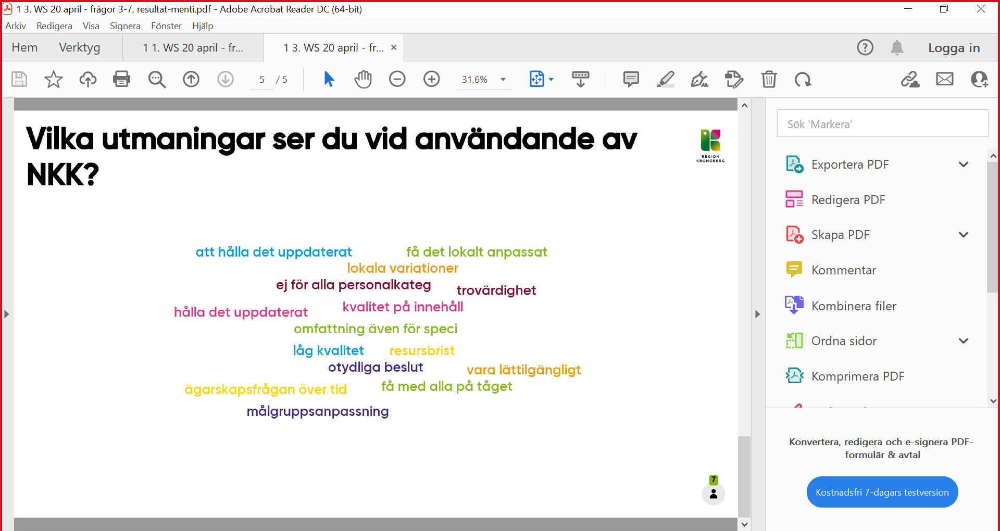 1 3. WS 20 april - frågor 3-7, resultat-menti.pdf - Adobe Acrobat Reader DC (64-bit)
Arkiv Redigera Visa Signera Fönster Hjälp
Hem Verktyg 1 1. WS 20 april - fr... 1 3. WS 20 april - fr... Logga in
5 / 5 31,6%
Vilka utmaningar ser du vid användande av
NKK?
REGION
KRONOBERG
att hålla det uppdaterat
få det lokalt anpassat
lokala variationer
ej för alla personalkateg
trovärdighet
kvalitet på innehåll
hålla det uppdaterat
omfattning även för speci
låg kvalitet
resursbrist
otydliga beslut
vara lättilgängligt
få med alla på tåget
ägarskapsfrågan över tid
målgruppsanpassning
7
Sök 'Markera'
Exportera PDF
Redigera PDF
Skapa PDF
Kommentar
Kombinera filer
Ordna sidor
Komprimera PDF
Konvertera, redigera och e-signera PDF-
formulär & avtal
Kostnadsfri 7-dagars testversion